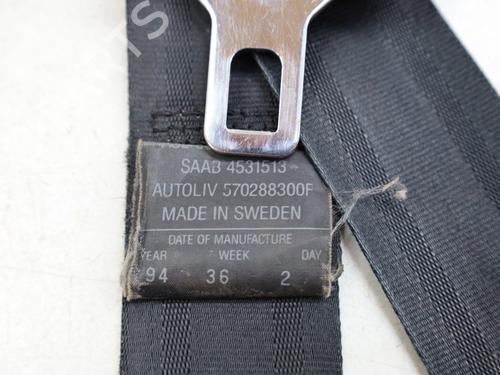 SAAB 4531513
AUTOLIV 570288300F
MADE IN SWEDEN
DATE OF MANUFACTURE
YEAR WEEK DAY
94 36 2